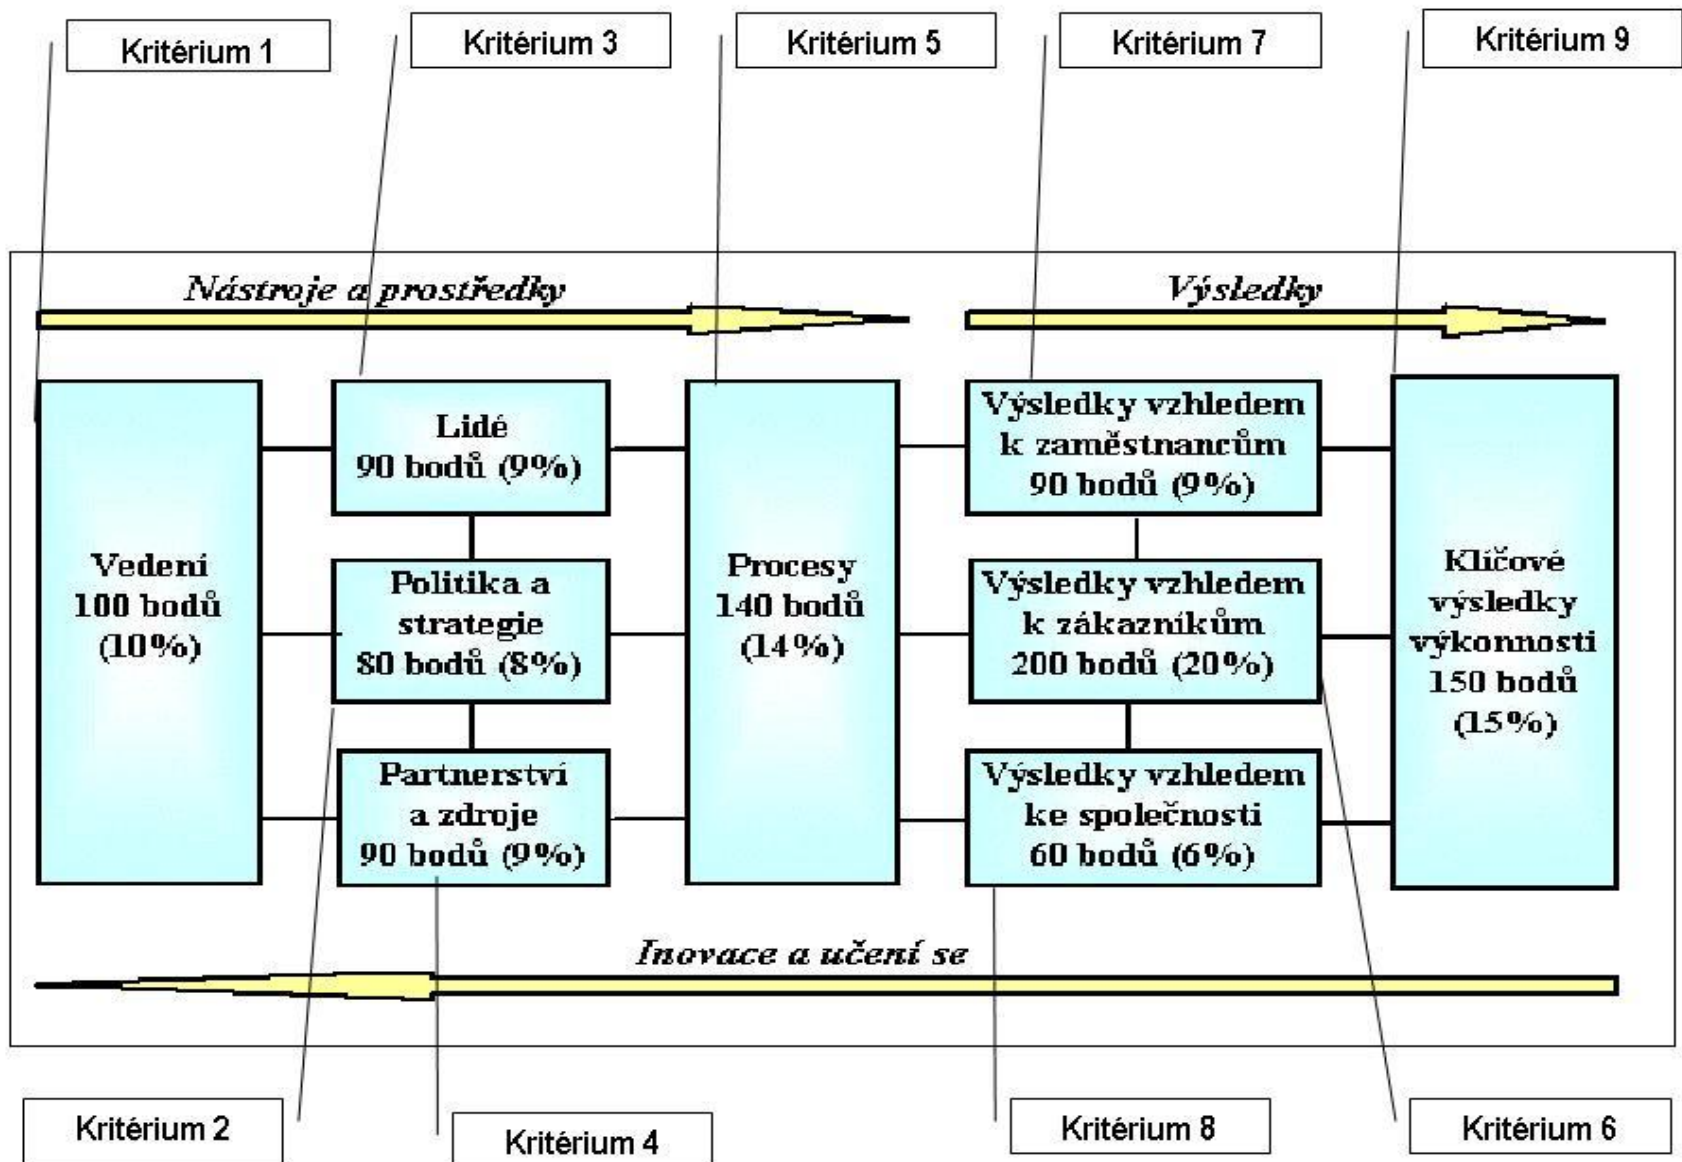 Kritérium 1
Kritérium 3
Kritérium 5
Kritérium 7
Kritérium 9
Nástroje a prostředky
Výsledky
Vedení
100 bodů
(10%)
Lidé
90 bodů (9%)
Politika a
strategie
80 bodů (8%)
Partnerství
a zdroje
90 bodů (9%)
Procesy
140 bodů
(14%)
Výsledky vzhledem
k zaměstnancům
90 bodů (9%)
Výsledky vzhledem
k zákazníkům
200 bodů (20%)
Výsledky vzhledem
ke společnosti
60 bodů (6%)
Klíčové
výsledky
výkonnosti
150 bodů
(15%)
Inovace a učení se
Kritérium 2
Kritérium 4
Kritérium 8
Kritérium 6